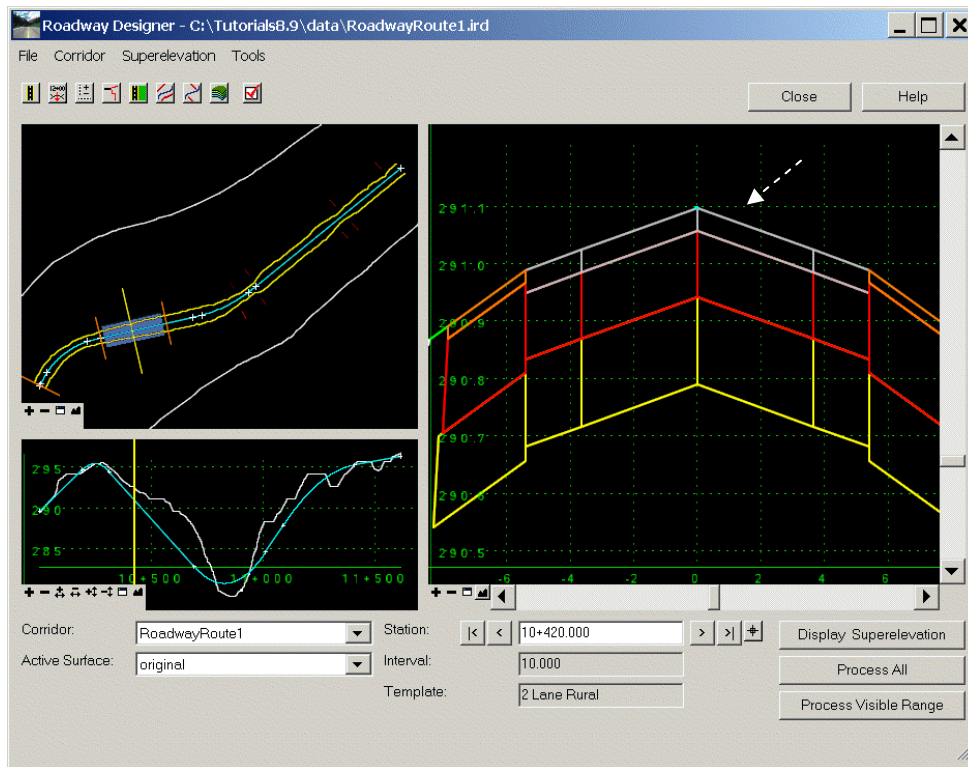 Roadway Designer - C:\Tutorials8.9\data\RoadwayRoute1.ird
File Corridor Superelevation Tools
Close Help
291.1
291.0
290.9
290.8
290.7
290.6
290.5
-6 -4 -2 0 2 4 6
295
290
285
10+500 11+000 11+500
Corridor: RoadwayRoute1 Station: |< < 10+420.000 > >| Display Superelevation
Active Surface: original Interval: 10.000 Process All
Template: 2 Lane Rural Process Visible Range